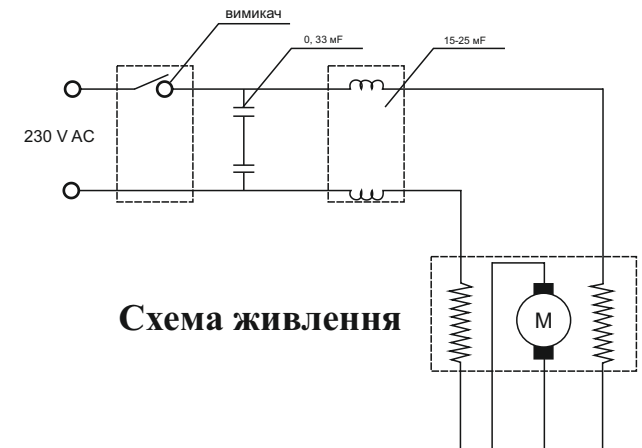 вимикач
0, 33 мF
15-25 мF
230 V AC
Схема живлення
M